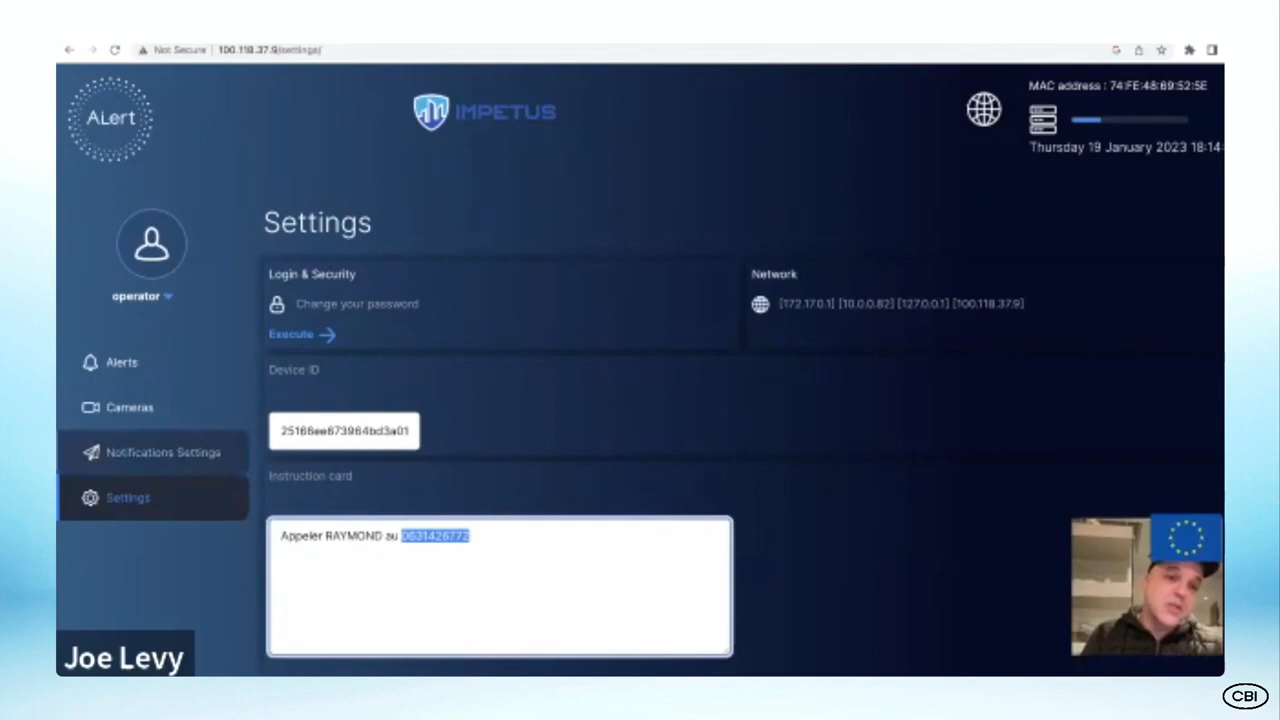 Not Secure | 100.118.37.9/settings/
ALert
IMPETUS
MAC address : 74:FE:48:69:52:5E
Thursday 19 January 2023 18:14:
Settings
operator
Login & Security
Change your password
Execute
Network
[172.17.0.1] [10.0.0.82] [127.0.0.1] [100.118.37.9]
Alerts
Cameras
Notifications Settings
Settings
Device ID
25166ee673964bd3a01
Instruction card
Appeler RAYMOND au 0631426772
Joe Levy
CBI